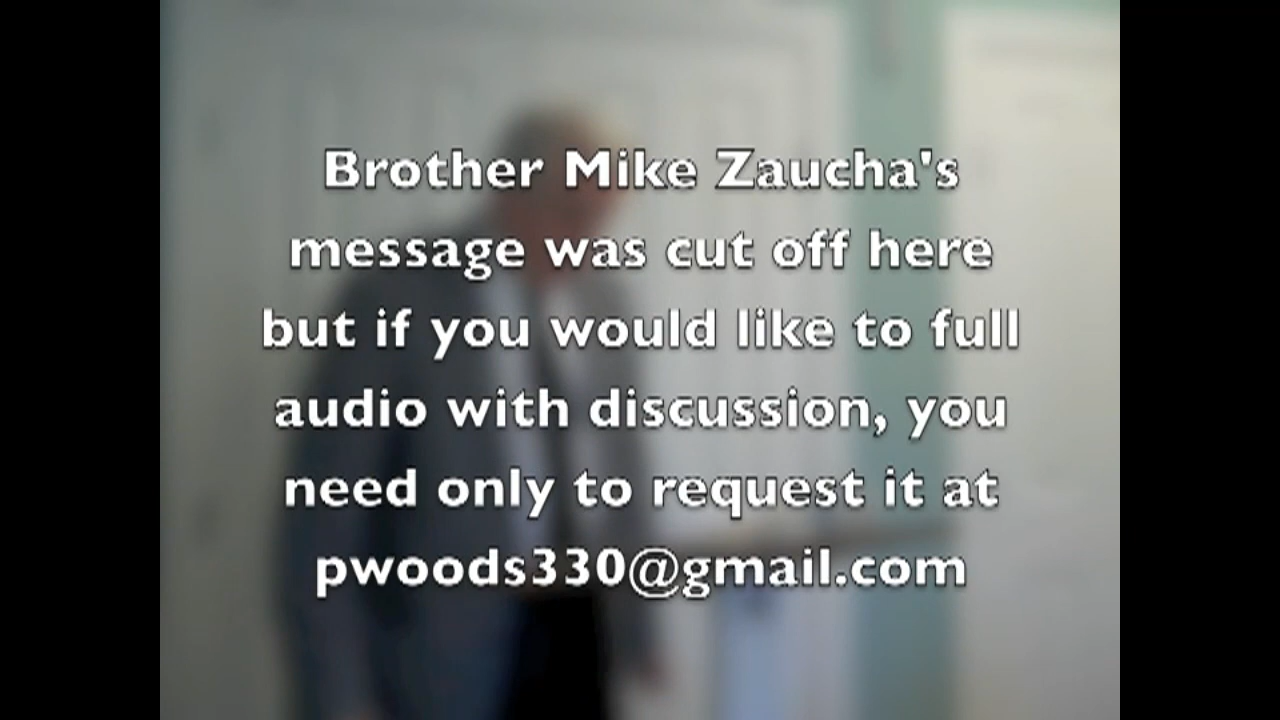 Brother Mike Zaucha's
message was cut off here
but if you would like to full
audio with discussion, you
need only to request it at
pwoods330@gmail.com